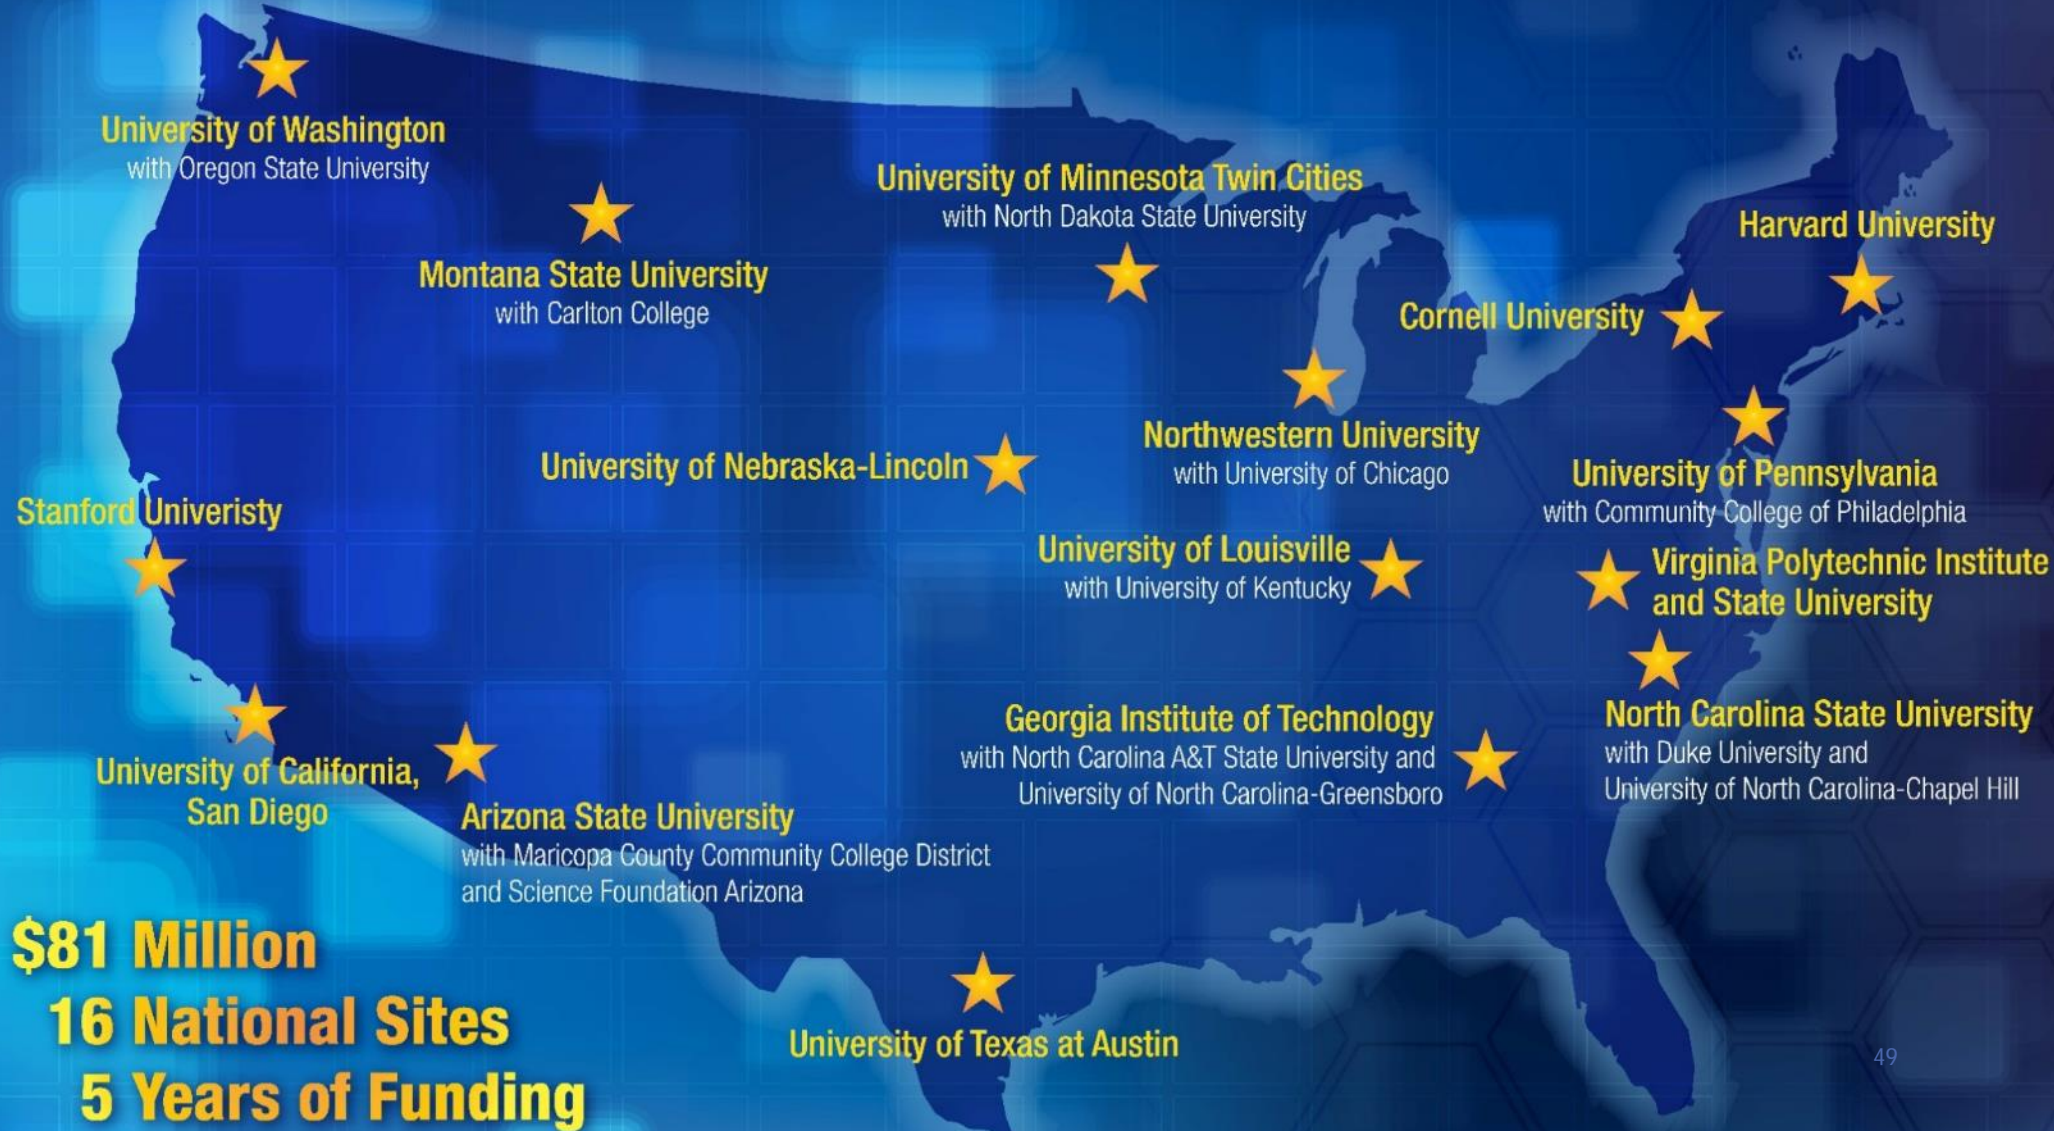 University of Washington
with Oregon State University
University of Minnesota Twin Cities
with North Dakota State University
Harvard University
Montana State University
with Carlton College
Cornell University
Northwestern University
with University of Chicago
University of Nebraska-Lincoln
University of Pennsylvania
with Community College of Philadelphia
Stanford Univeristy
University of Louisville
with University of Kentucky
Virginia Polytechnic Institute
and State University
Georgia Institute of Technology
with North Carolina A&T State University and
University of North Carolina-Greensboro
North Carolina State University
with Duke University and
University of North Carolina-Chapel Hill
University of California,
San Diego
Arizona State University
with Maricopa County Community College District
and Science Foundation Arizona
$81 Million
16 National Sites
5 Years of Funding
University of Texas at Austin
49